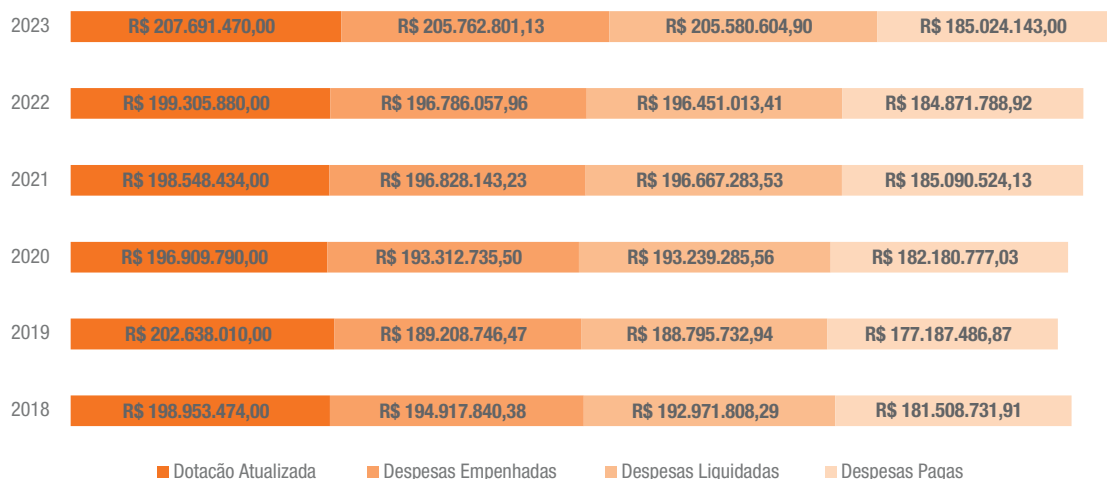 2023 R$ 207.691.470,00 R$ 205.762.801,13 R$ 205.580.604,90 R$ 185.024.143,00
2022 R$ 199.305.880,00 R$ 196.786.057,96 R$ 196.451.013,41 R$ 184.871.788,92
2021 R$ 198.548.434,00 R$ 196.828.143,23 R$ 196.667.283,53 R$ 185.090.524,13
2020 R$ 196.909.790,00 R$ 193.312.735,50 R$ 193.239.285,56 R$ 182.180.777,03
2019 R$ 202.638.010,00 R$ 189.208.746,47 R$ 188.795.732,94 R$ 177.187.486,87
2018 R$ 198.953.474,00 R$ 194.917.840,38 R$ 192.971.808,29 R$ 181.508.731,91
Dotação Atualizada Despesas Empenhadas Despesas Liquidadas Despesas Pagas